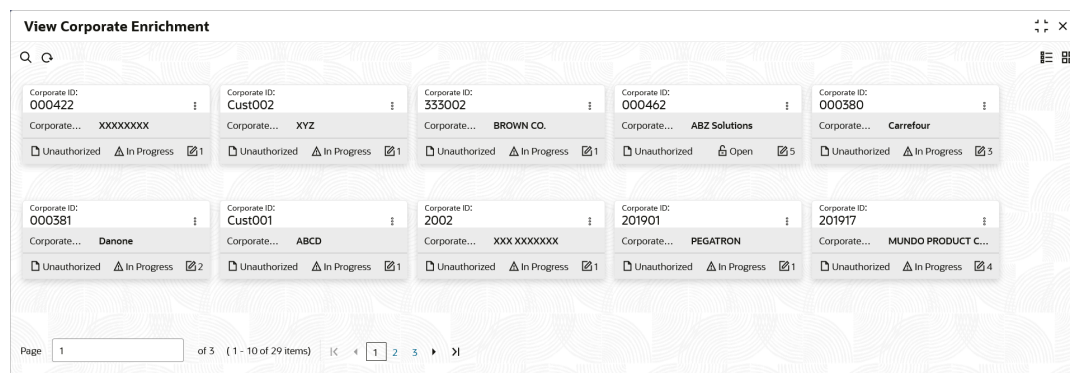 View Corporate Enrichment
Corporate ID: Corporate ID: Corporate ID: Corporate ID: Corporate ID:
000422 Cust002 333002 000462 000380
Corporate... XXXXXXXX Corporate... XYZ Corporate... BROWN CO. Corporate... ABZ Solutions Corporate... Carrefour
Unauthorized In Progress 1 Unauthorized In Progress 1 Unauthorized In Progress 1 Unauthorized Open 5 Unauthorized In Progress 3
Corporate ID: Corporate ID: Corporate ID: Corporate ID: Corporate ID:
000381 Cust001 2002 201901 201917
Corporate... Danone Corporate... ABCD Corporate... XXX XXXXXXX Corporate... PEGATRON Corporate... MUNDO PRODUCT C...
Unauthorized In Progress 2 Unauthorized In Progress 1 Unauthorized In Progress 1 Unauthorized In Progress 1 Unauthorized In Progress 4
Page 1 of 3 ( 1 - 10 of 29 items) 1 2 3